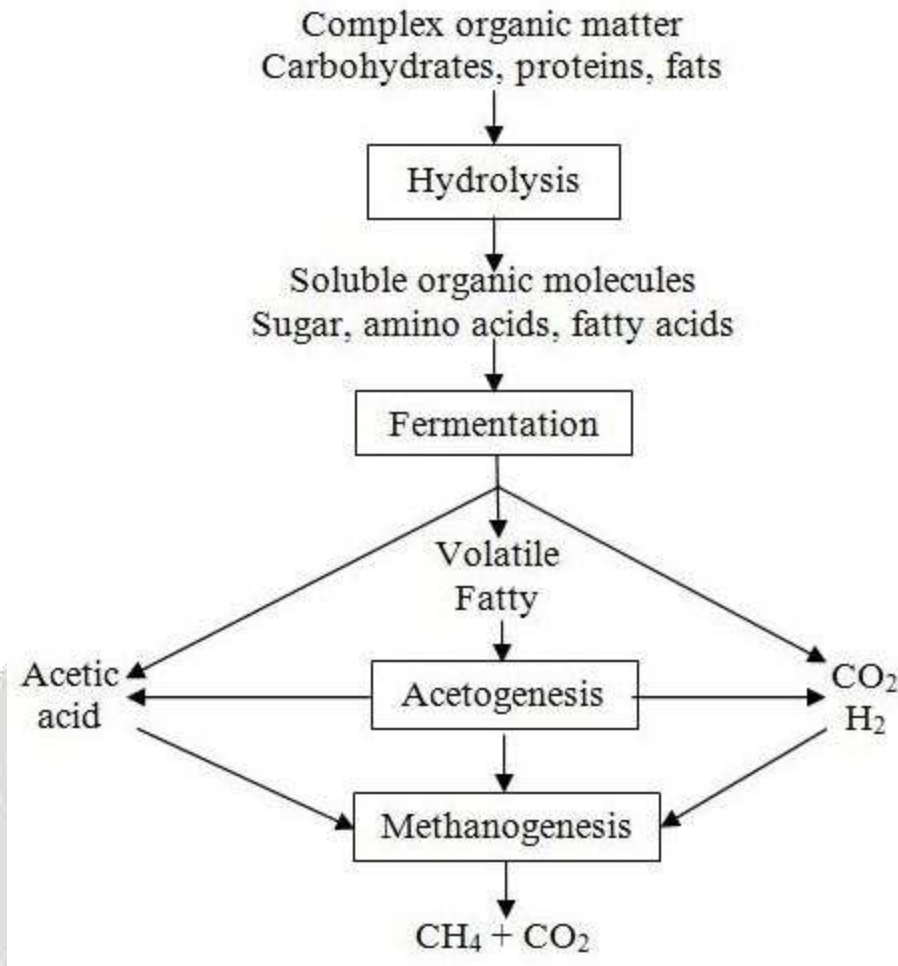 Complex organic matter
Carbohydrates, proteins, fats
Hydrolysis
Soluble organic molecules
Sugar, amino acids, fatty acids
Fermentation
Volatile
Fatty
Acetic
acid
Acetogenesis
CO₂
H₂
Methanogenesis
CH₄ + CO₂